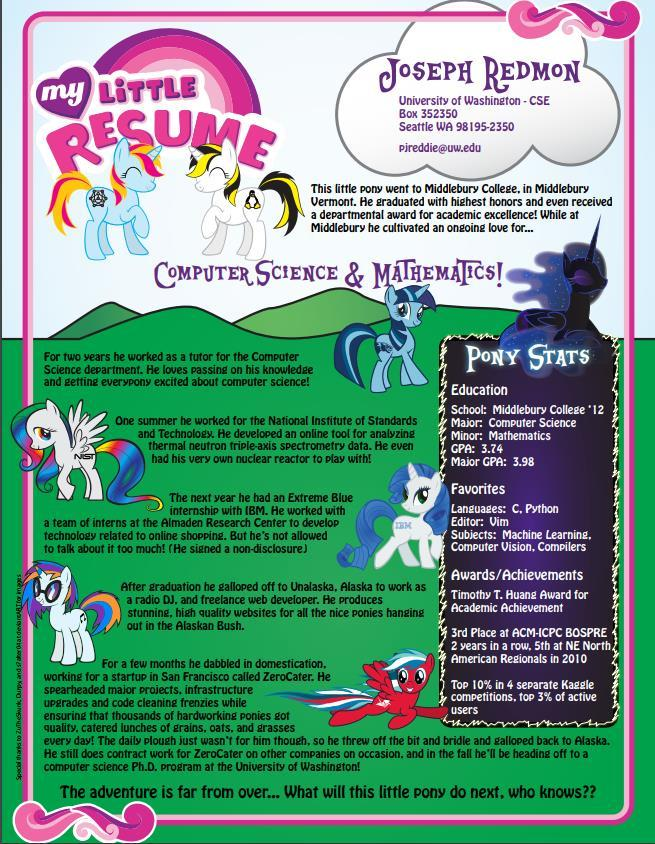 my LiTTLE
RESUME
JOSEPH REDMON
University of Washington - CSE
Box 352350
Seattle WA 98195-2350
pjreddie@uw.edu
This little pony went to Middlebury College, in Middlebury
Vermont. He graduated with highest honors and even received
a departmental award for academic excellence! While at
Middlebury he cultivated an ongoing love for...
COMPUTER SCIENCE & MATHEMATICS!
For two years he worked as a tutor for the Computer
Science department. He loves passing on his knowledge
and getting everypony excited about computer science!
One summer he worked for the National Institute of Standards
and Technology. He developed an online tool for analyzing
thermal neutron triple-axis spectrometry data. He even
had his very own nuclear reactor to play with!
NIST
The next year he had an Extreme Blue
internship with IBM. He worked with
a team of interns at the Almaden Research Center to develop
technology related to online shopping. But he's not allowed
to talk about it too much! (He signed a non-disclosure)
IBM
After graduation he galloped off to Unalaska, Alaska to work as
a radio DJ, and freelance web developer. He produces
stunning, high quality websites for all the nice ponies hanging
out in the Alaskan Bush.
For a few months he dabbled in domestication,
working for a startup in San Francisco called ZeroCater. He
spearheaded major projects, infrastructure
upgrades and code cleaning frenzies while
ensuring that thousands of hardworking ponies got
quality, catered lunches of grains, oats, and grasses
every day! The daily plough just wasn't for him though, so he threw off the bit and bridle and galloped back to Alaska.
He still does contract work for ZeroCater on other companies on occasion, and in the fall he'll be heading off to a
computer science Ph.D. program at the University of Washington!
PONY STATS
Education
School: Middlebury College '12
Major: Computer Science
Minor: Mathematics
GPA: 3.74
Major GPA: 3.98
Favorites
Languages: C, Python
Editor: Vim
Subjects: Machine Learning,
Computer Vision, Compilers
Awards/Achievements
Timothy T. Huang Award for
Academic Achievement
3rd Place at ACM-ICPC BOSPRE
2 years in a row, 5th at NE North
American Regionals in 2010
Top 10% in 4 separate Kaggle
competitions, top 3% of active
users
The adventure is far from over... What will this little pony do next, who knows??
Special thanks to